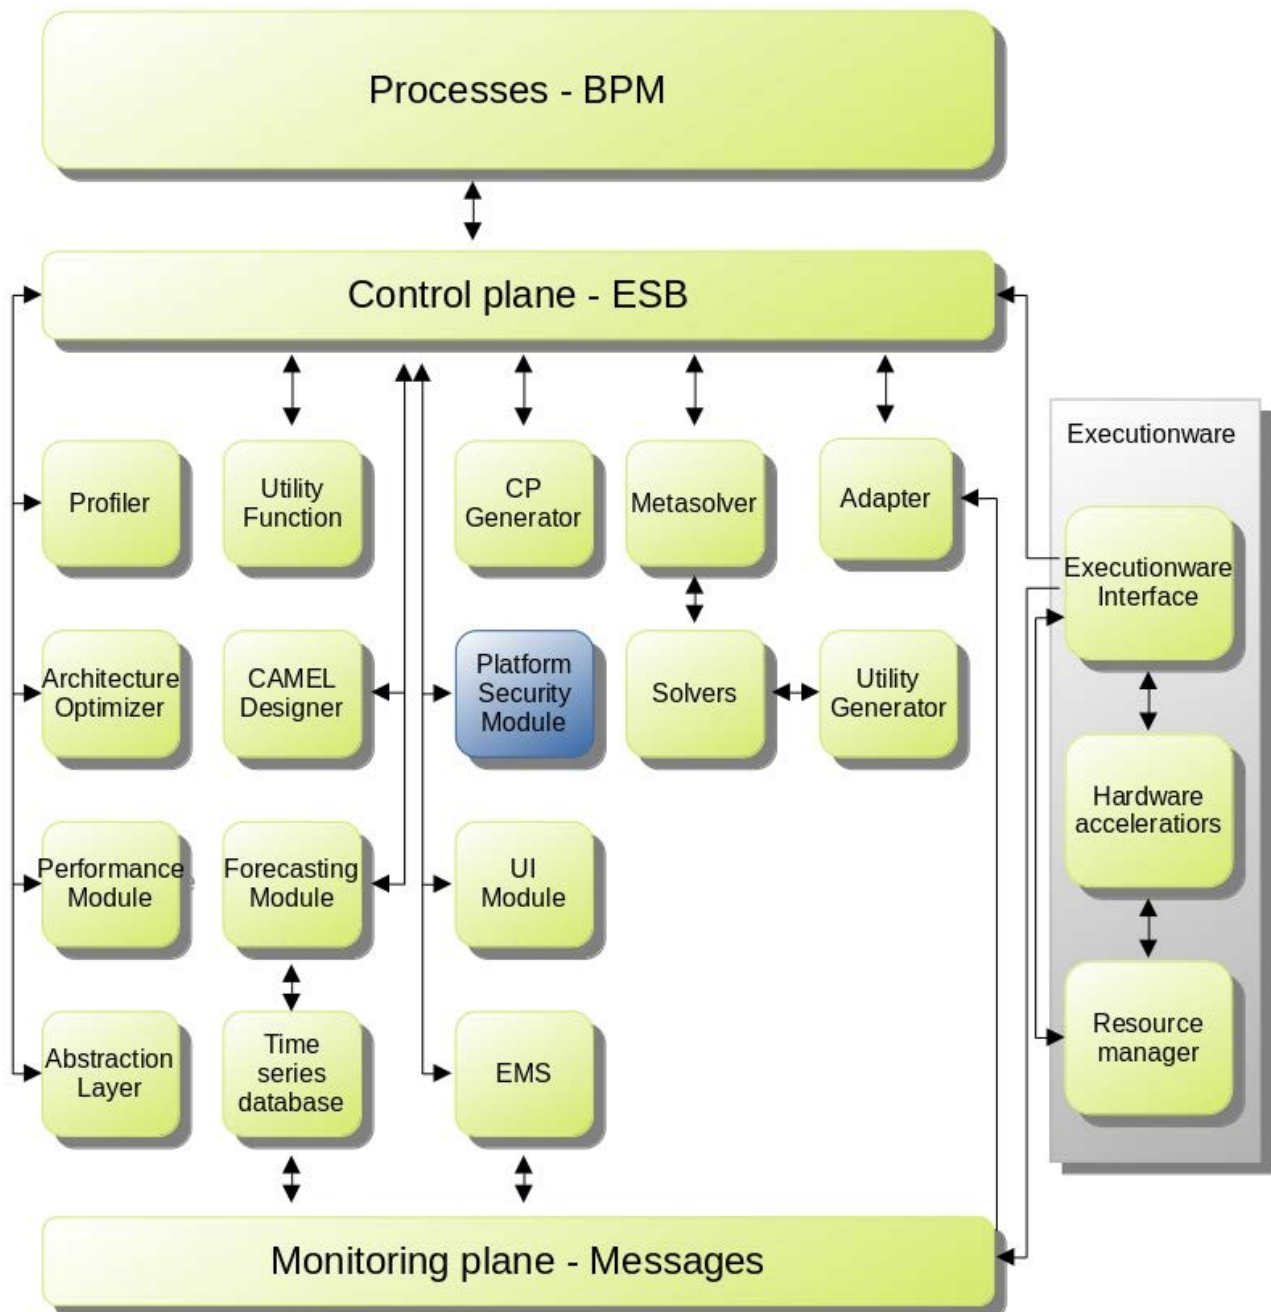 Processes - BPM
Control plane - ESB
Executionware
Profiler
Utility
Function
CP
Generator
Metasolver
Adapter
Executionware
Interface
Architecture
Optimizer
CAMEL
Designer
Platform
Security
Module
Solvers
Utility
Generator
Hardware
acceleratiors
Performance
Module
Forecasting
Module
UI
Module
Resource
manager
Abstraction
Layer
Time
series
database
EMS
Monitoring plane - Messages